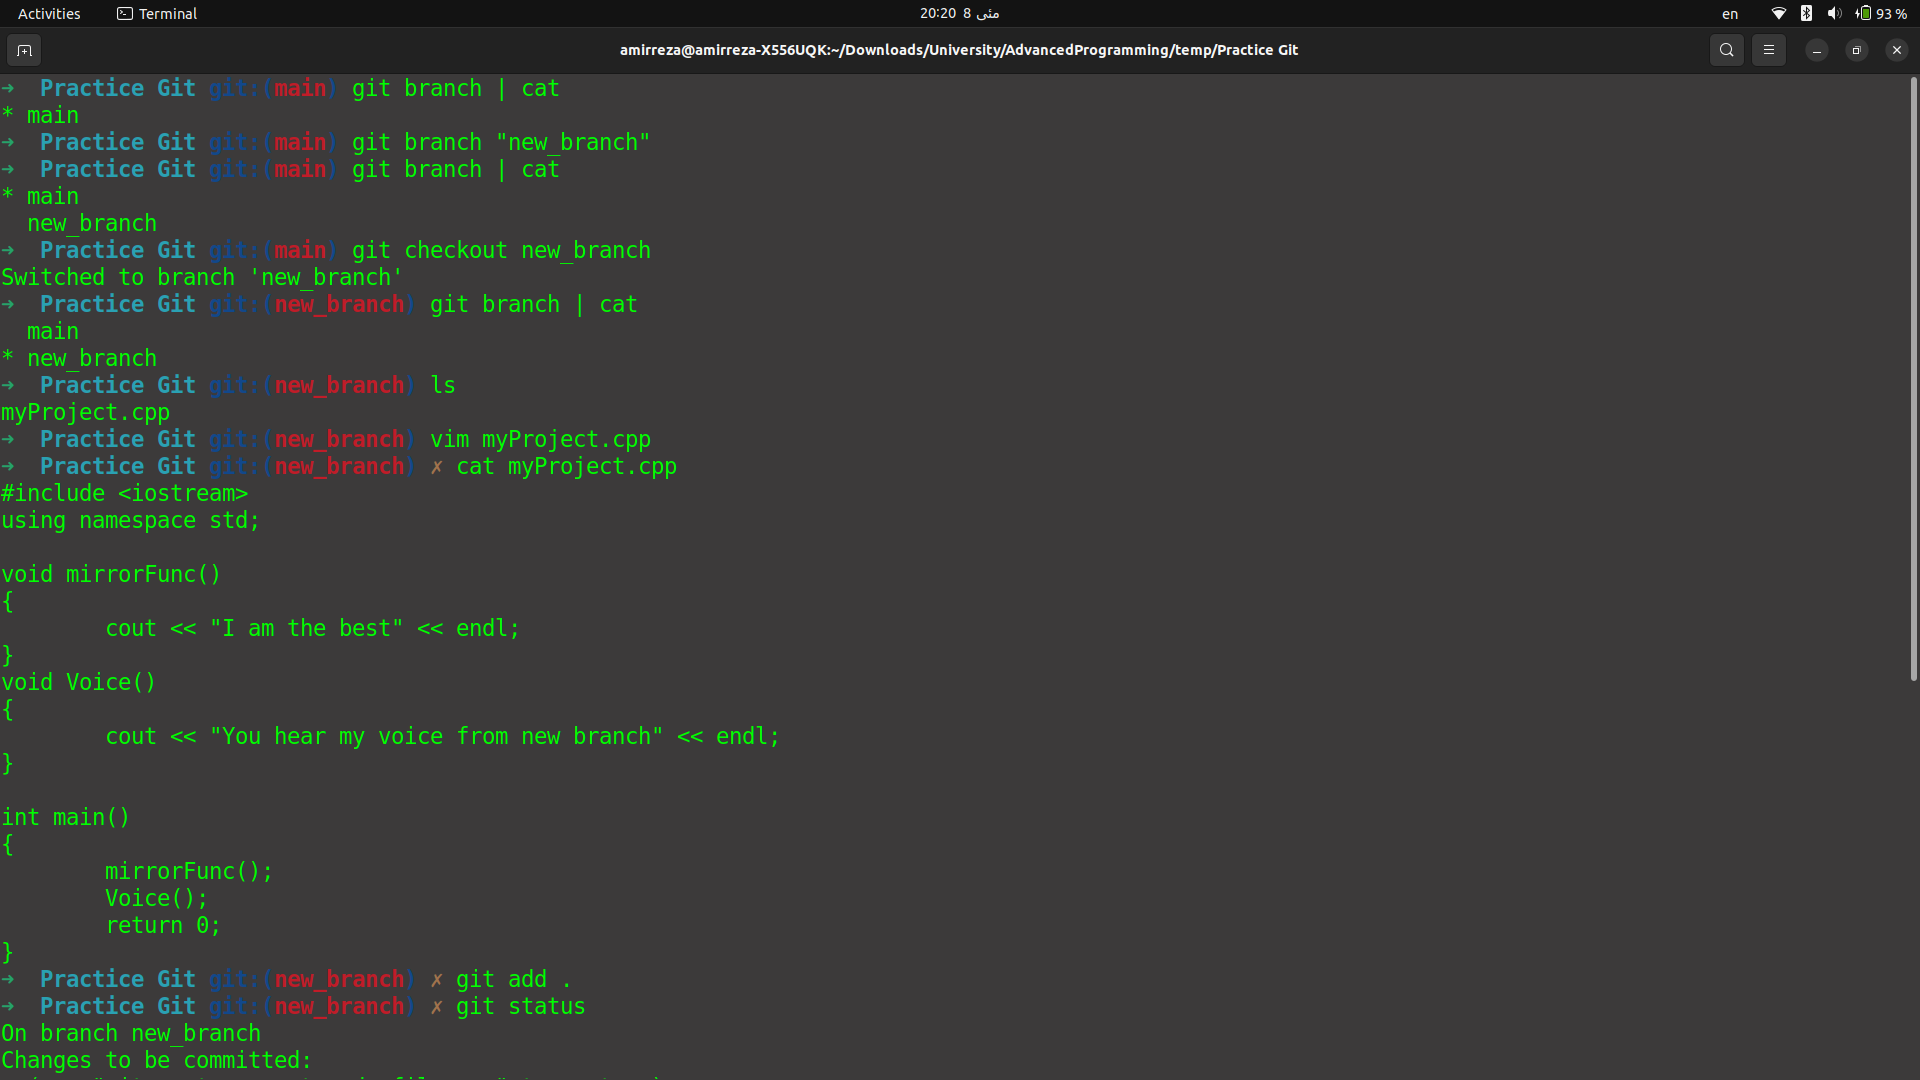 Activities Terminal 20:20 8 مئی en 93 %
amirreza@amirreza-X556UQK:~/Downloads/University/AdvancedProgramming/temp/Practice Git
→ Practice Git git:(main) git branch | cat
* main
→ Practice Git git:(main) git branch "new_branch"
→ Practice Git git:(main) git branch | cat
* main
  new_branch
→ Practice Git git:(main) git checkout new_branch
Switched to branch 'new_branch'
→ Practice Git git:(new_branch) git branch | cat
  main
* new_branch
→ Practice Git git:(new_branch) ls
myProject.cpp
→ Practice Git git:(new_branch) vim myProject.cpp
→ Practice Git git:(new_branch) ✗ cat myProject.cpp
#include <iostream>
using namespace std;

void mirrorFunc()
{
        cout << "I am the best" << endl;
}
void Voice()
{
        cout << "You hear my voice from new branch" << endl;
}

int main()
{
        mirrorFunc();
        Voice();
        return 0;
}
→ Practice Git git:(new_branch) ✗ git add .
→ Practice Git git:(new_branch) ✗ git status
On branch new_branch
Changes to be committed: